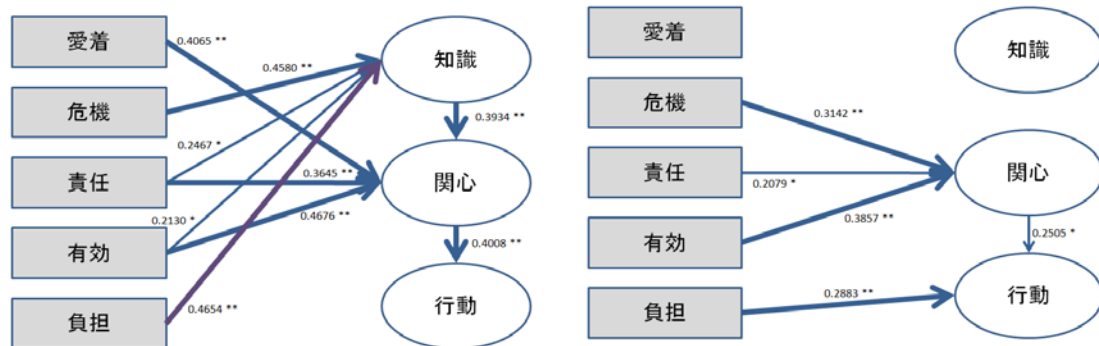 愛着
危機
責任
有効
負担
知識
関心
行動
0.4065 **
0.4580 **
0.3934 **
0.2467 *
0.3645 **
0.2130 *
0.4676 **
0.4008 **
0.4654 **
愛着
危機
責任
有効
負担
知識
関心
行動
0.3142 **
0.2079 *
0.3857 **
0.2505 *
0.2883 **